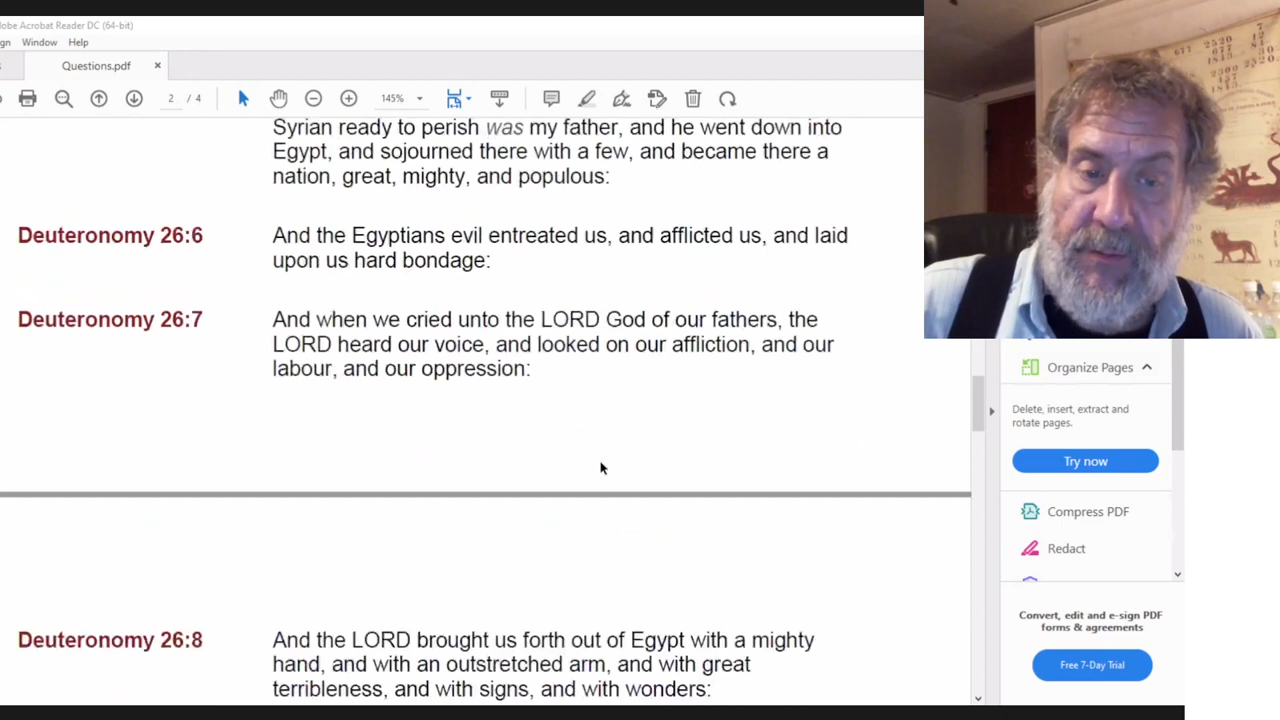 dobe Acrobat Reader DC (64-bit)
gn Window Help
Questions.pdf ×
2 / 4 145%
Syrian ready to perish was my father, and he went down into
Egypt, and sojourned there with a few, and became there a
nation, great, mighty, and populous:
Deuteronomy 26:6 And the Egyptians evil entreated us, and afflicted us, and laid
upon us hard bondage:
Deuteronomy 26:7 And when we cried unto the LORD God of our fathers, the
LORD heard our voice, and looked on our affliction, and our
labour, and our oppression:
Deuteronomy 26:8 And the LORD brought us forth out of Egypt with a mighty
hand, and with an outstretched arm, and with great
terribleness, and with signs, and with wonders:
677 2520
Organize Pages
Delete, insert, extract and
rotate pages.
Try now
Compress PDF
Redact
Convert, edit and e-sign PDF
forms & agreements
Free 7-Day Trial